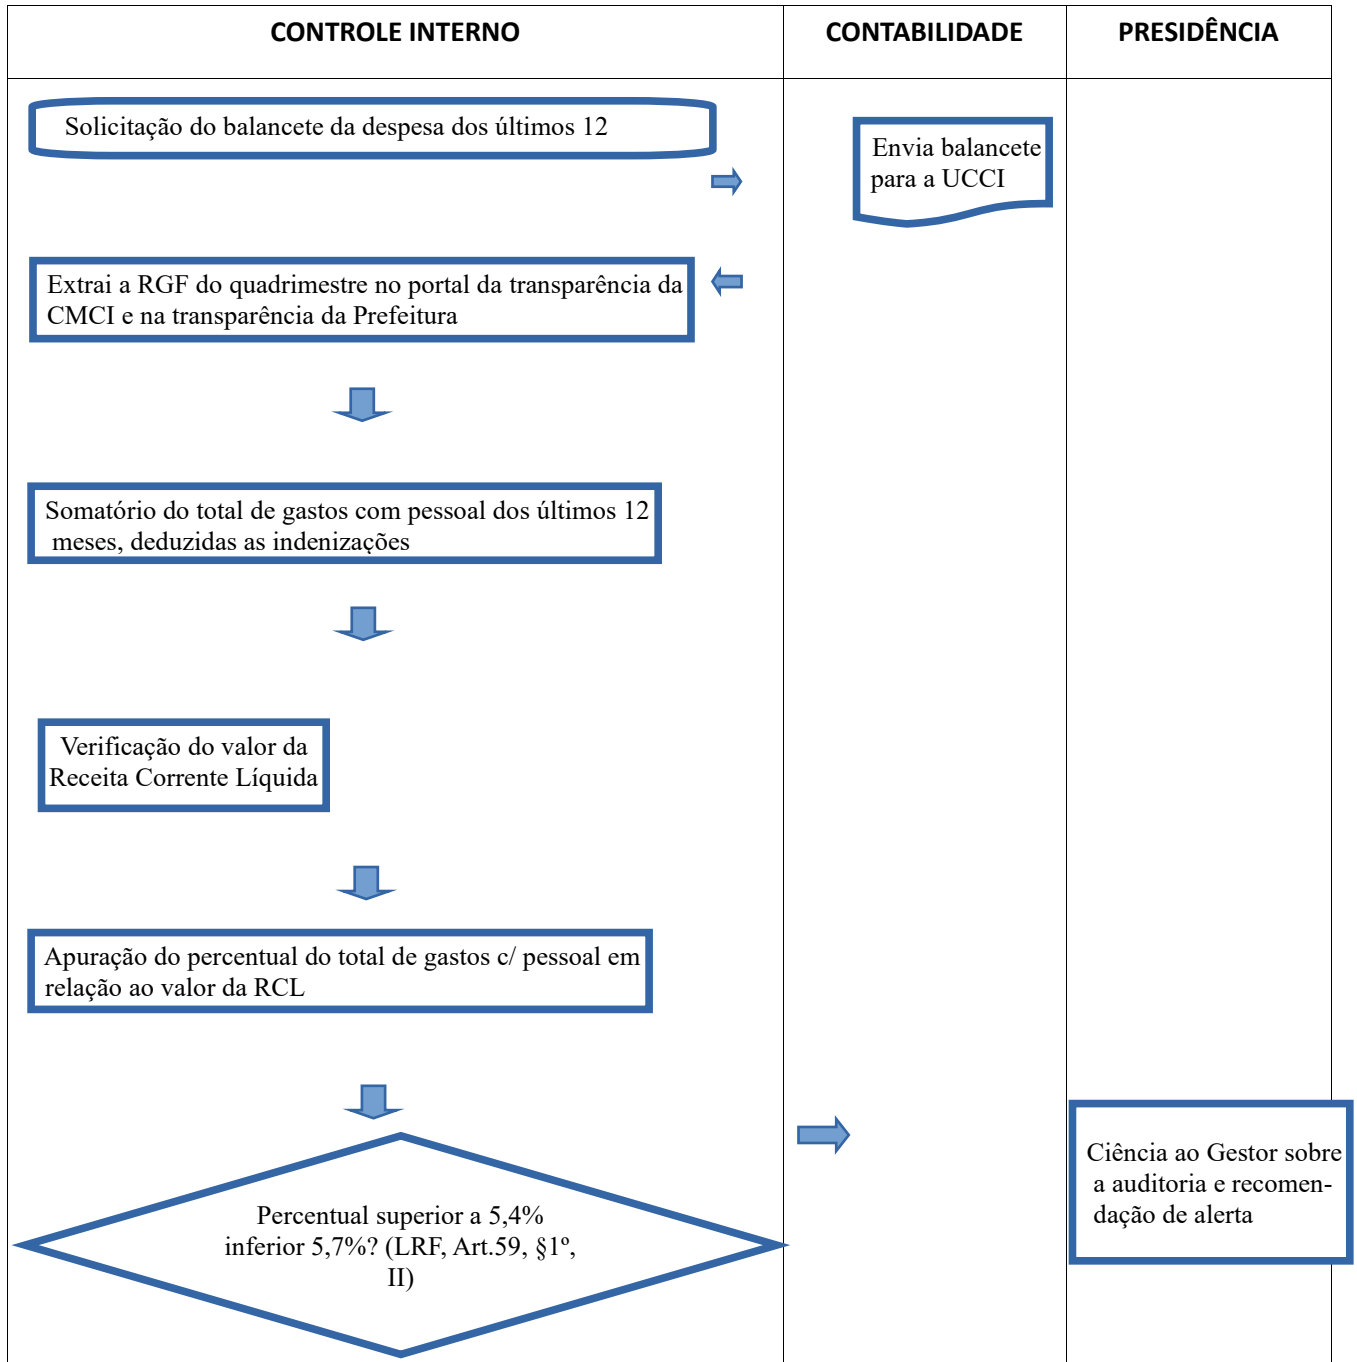 CONTROLE INTERNO
CONTABILIDADE
PRESIDÊNCIA
Solicitação do balancete da despesa dos últimos 12
Envia balancete
para a UCCI
Extrai a RGF do quadrimestre no portal da transparência da
CMCI e na transparência da Prefeitura
Somatório do total de gastos com pessoal dos últimos 12
meses, deduzidas as indenizações
Verificação do valor da
Receita Corrente Líquida
Apuração do percentual do total de gastos c/ pessoal em
relação ao valor da RCL
Percentual superior a 5,4%
inferior 5,7%? (LRF, Art.59, §1º,
II)
Ciência ao Gestor sobre
a auditoria e recomen-
dação de alerta